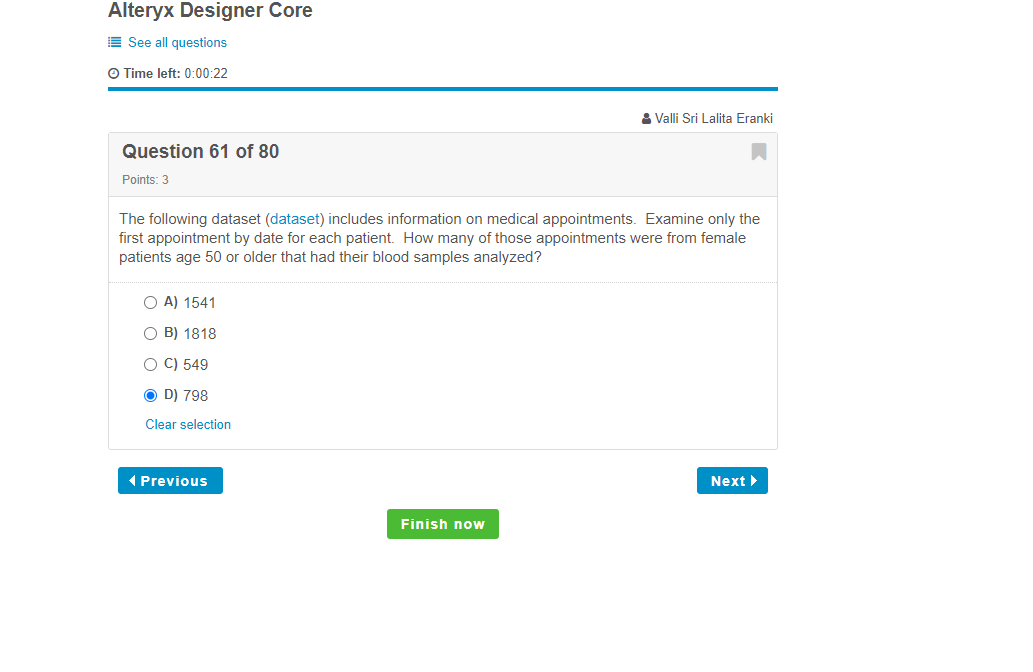 Alteryx Designer Core
See all questions
Time left: 0:00:22
Valli Sri Lalita Eranki
Question 61 of 80
Points: 3
The following dataset (dataset) includes information on medical appointments.  Examine only the
first appointment by date for each patient.  How many of those appointments were from female
patients age 50 or older that had their blood samples analyzed?
A) 1541
B) 1818
C) 549
D) 798
Clear selection
Previous
Next
Finish now